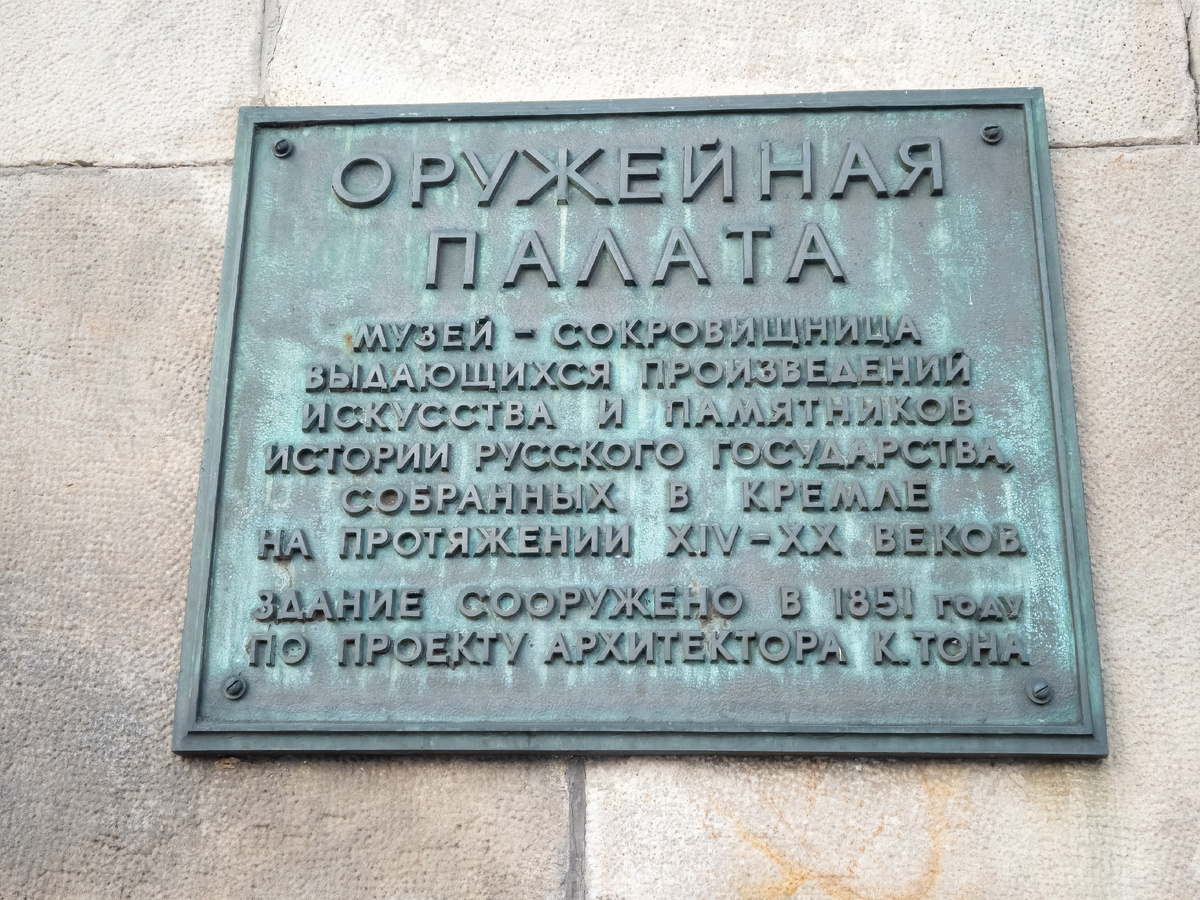 ОРУЖЕЙНАЯ
ПАЛАТА
МУЗЕЙ - СОКРОВИЩНИЦА
ВЫДАЮЩИХСЯ ПРОИЗВЕДЕНИЙ
ИСКУССТВА И ПАМЯТНИКОВ
ИСТОРИИ РУССКОГО ГОСУДАРСТВА,
СОБРАННЫХ В КРЕМЛЕ
НА ПРОТЯЖЕНИИ XIV-XX ВЕКОВ.
ЗДАНИЕ СООРУЖЕНО В 1851 году
ПО ПРОЕКТУ АРХИТЕКТОРА К.ТОНА